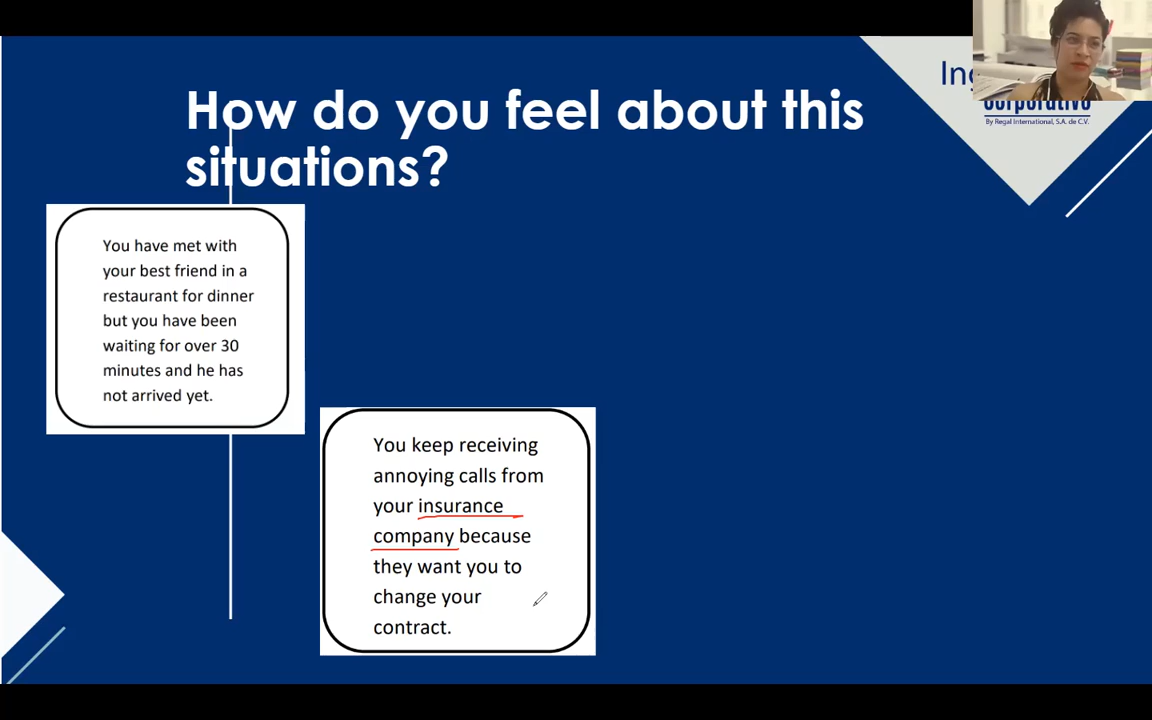 How do you feel about this
situations?
By Regal International, S.A. de C.V.
You have met with
your best friend in a
restaurant for dinner
but you have been
waiting for over 30
minutes and he has
not arrived yet.
You keep receiving
annoying calls from
your insurance
company because
they want you to
change your
contract.